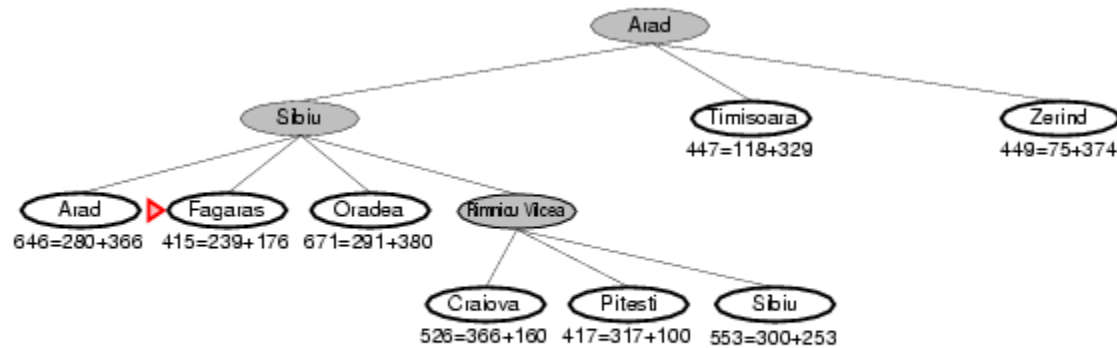 Arad
Sibiu
Timisoara
Zerind
447=118+329
449=75+374
Arad
Fagaras
Oradea
Rimnicu Vilcea
646=280+366
415=239+176
671=291+380
Craiova
Pitesti
Sibiu
526=366+160
417=317+100
553=300+253